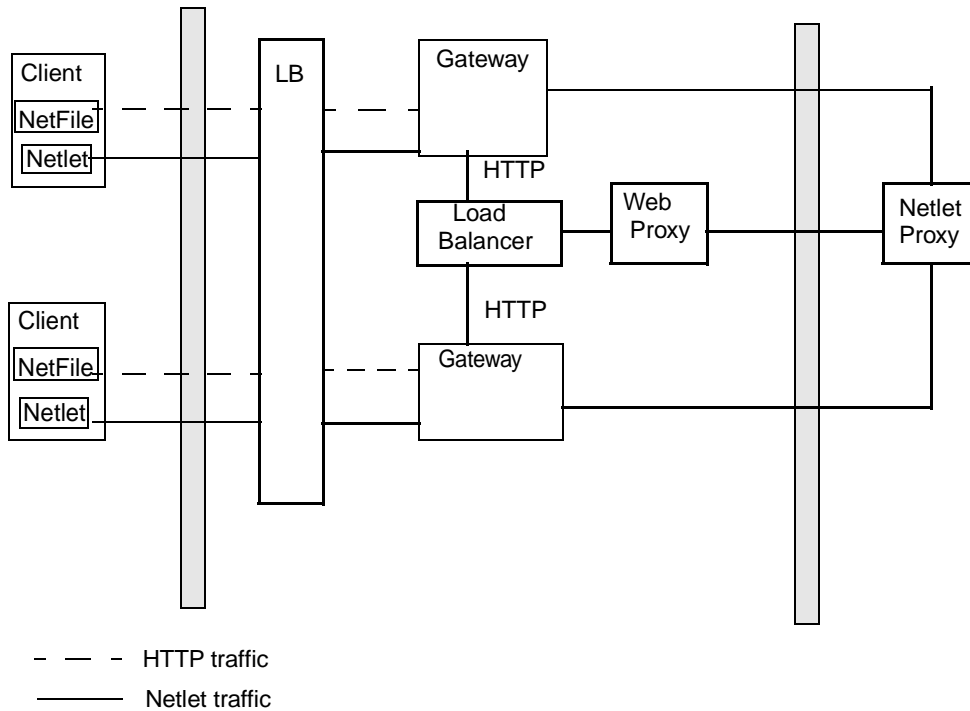 Client
NetFile
Netlet
LB
Gateway
HTTP
Load
Balancer
Web
Proxy
Netlet
Proxy
HTTP
Client
NetFile
Netlet
Gateway
HTTP traffic
Netlet traffic